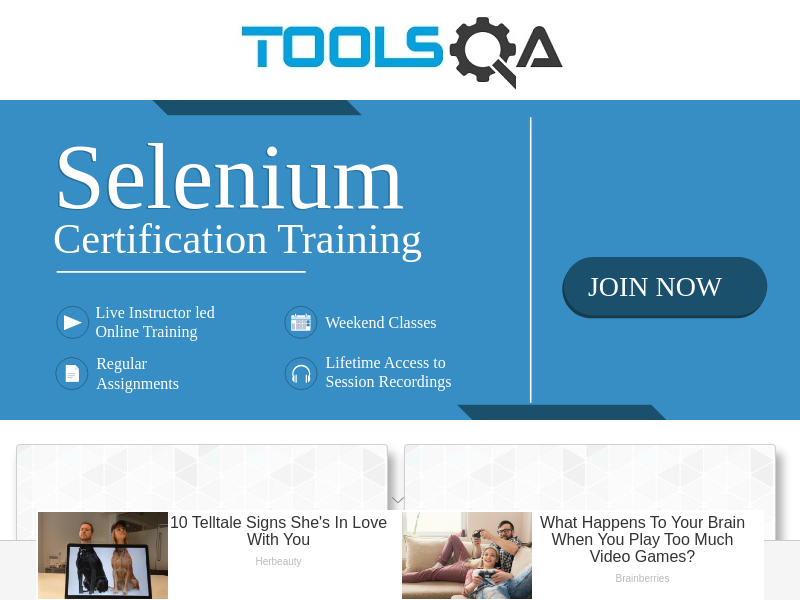 TOOLSQA
Selenium
Certification Training
JOIN NOW
Live Instructor led
Online Training
Weekend Classes
Regular
Assignments
Lifetime Access to
Session Recordings
10 Telltale Signs She's In Love
With You
Herbeauty
What Happens To Your Brain
When You Play Too Much
Video Games?
Brainberries